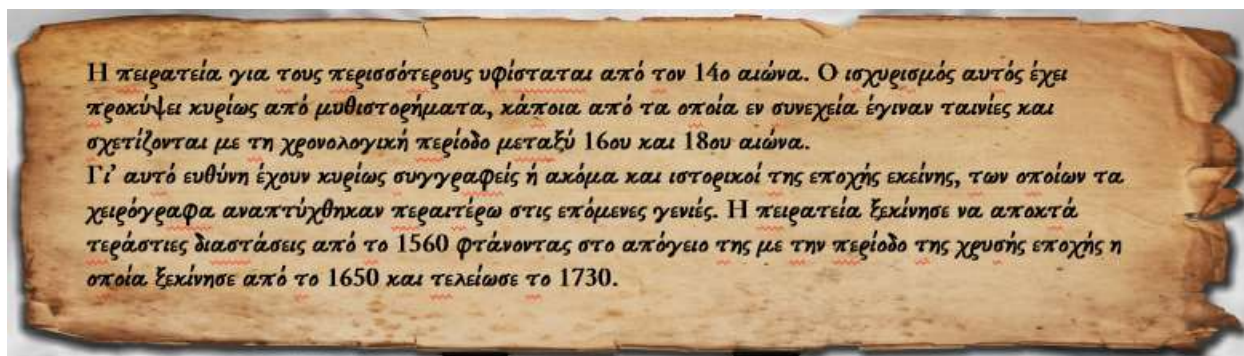 Η πειρατεία για τους περισσότερους υφίσταται από τον 14ο αιώνα. Ο ισχυρισμός αυτός έχει
προκύψει κυρίως από μυθιστορήματα, κάποια από τα οποία εν συνεχεία έγιναν ταινίες και
σχετίζονται με τη χρονολογική περίοδο μεταξύ 16ου και 18ου αιώνα.
Γι' αυτό ευθύνη έχουν κυρίως συγγραφείς ή ακόμα και ιστορικοί της εποχής εκείνης, των οποίων τα
χειρόγραφα αναπτύχθηκαν περαιτέρω στις επόμενες γενιές. Η πειρατεία ξεκίνησε να αποκτά
τεράστιες διαστάσεις από το 1560 φτάνοντας στο απόγειο της με την περίοδο της χρυσής εποχής η
οποία ξεκίνησε από το 1650 και τελείωσε το 1730.